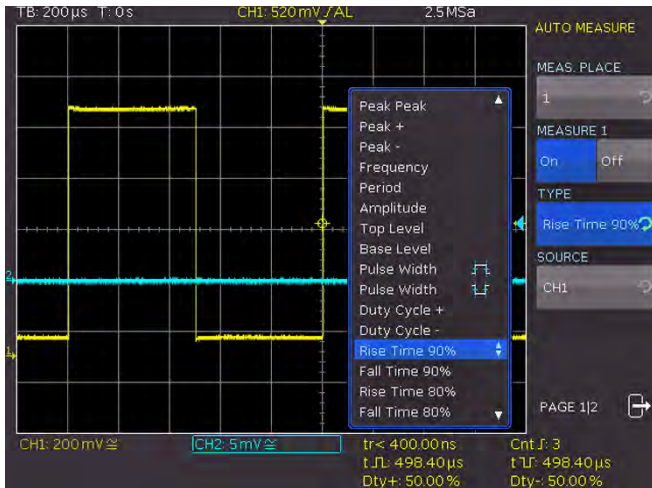 TB: 200µs T: 0s CH1: 520mV / AL 2.5MSa
AUTO MEASURE
MEAS. PLACE
1
MEASURE 1
On Off
TYPE
Rise Time 90%
SOURCE
CH1
PAGE 1|2
Peak Peak
Peak +
Peak -
Frequency
Period
Amplitude
Top Level
Base Level
Pulse Width
Pulse Width
Duty Cycle +
Duty Cycle -
Rise Time 90%
Fall Time 90%
Rise Time 80%
Fall Time 80%
2
1
CH1: 200mV ≅ CH2: 5mV ≅ tr< 400.00ns Cnt ƒ: 3
t⎍: 498.40µs t⎍: 498.40µs
Dty+: 50.00% Dty-: 50.00%